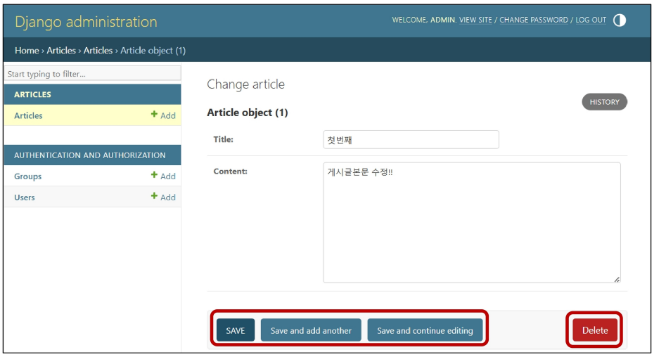 Django administration
WELCOME, ADMIN. VIEW SITE / CHANGE PASSWORD / LOG OUT
Home › Articles › Articles › Article object (1)
Start typing to filter...
ARTICLES
Articles + Add
AUTHENTICATION AND AUTHORIZATION
Groups + Add
Users + Add
Change article
HISTORY
Article object (1)
Title: 첫번째
Content: 게시글본문 수정!!
SAVE Save and add another Save and continue editing Delete